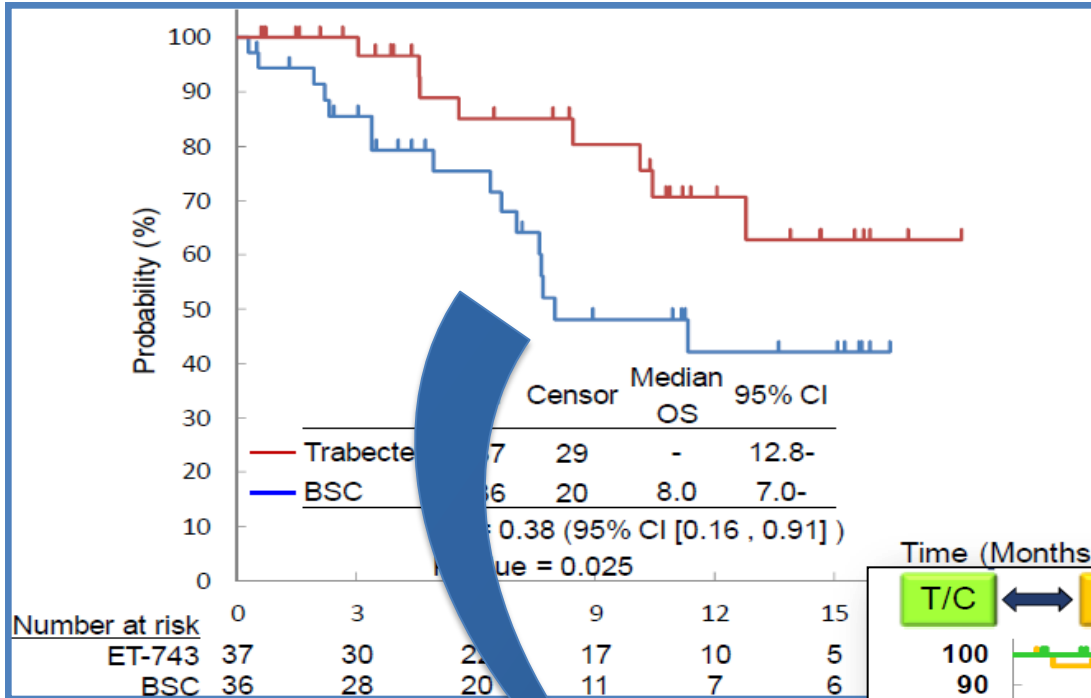 100
90
80
70
60
50
40
30
20
10
0
Probability (%)
Censor Median OS 95% CI
Trabecte 37 29 - 12.8-
BSC 36 20 8.0 7.0-
= 0.38 (95% CI [0.16 , 0.91] )
= 0.025
0 3 9 12 15
Time (Months
Number at risk
ET-743 37 30 22 17 10 5
BSC 36 28 20 11 7 6
T/C
100
90